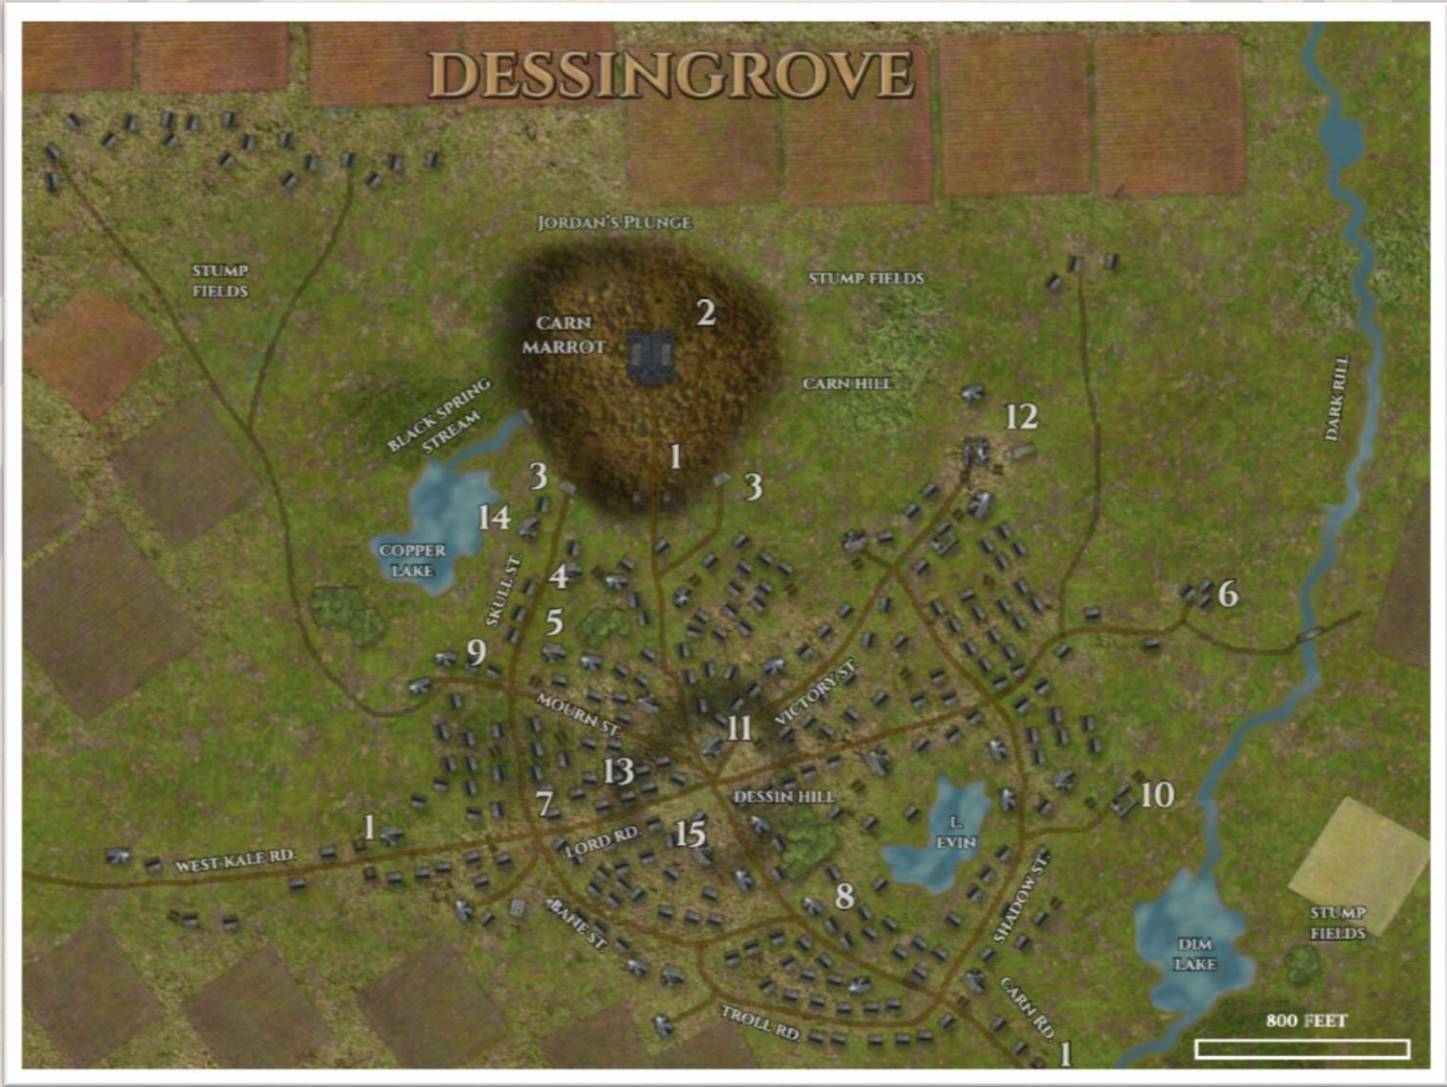 DESSINGROVE
JORDAN'S PLUNGE
STUMP
FIELDS
STUMP FIELDS
2
CARN
MARROT
CARN HILL
BLACK SPRING
STREAM
DARK RILL
12
1
3
3
14
COPPER
LAKE
SKULL ST.
4
6
5
9
MOURN ST.
VICTORY ST.
11
13
DESSIN HILL
10
7
1
L.
EVIN
15
LORD RD.
WEST KALE RD.
8
SHADOW ST.
BANE ST.
STUMP
FIELDS
DIM
LAKE
CARN RD.
TROLL RD.
800 FEET
1